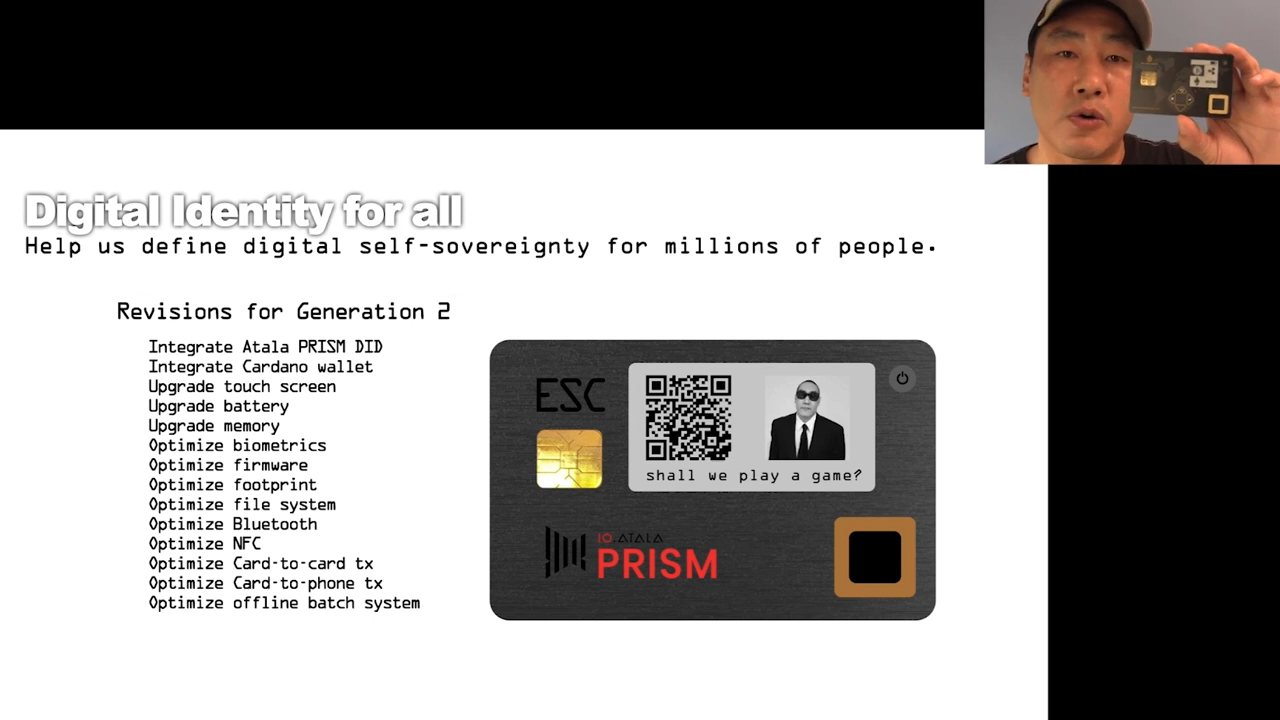 Digital Identity for all
Help us define digital self-sovereignty for millions of people.
Revisions for Generation 2
Integrate Atala PRISM DID
Integrate Cardano wallet
Upgrade touch screen
Upgrade battery
Upgrade memory
Optimize biometrics
Optimize firmware
Optimize footprint
Optimize file system
Optimize Bluetooth
Optimize NFC
Optimize Card-to-card tx
Optimize Card-to-phone tx
Optimize offline batch system
ESC
shall we play a game?
IO.ATALA
PRISM